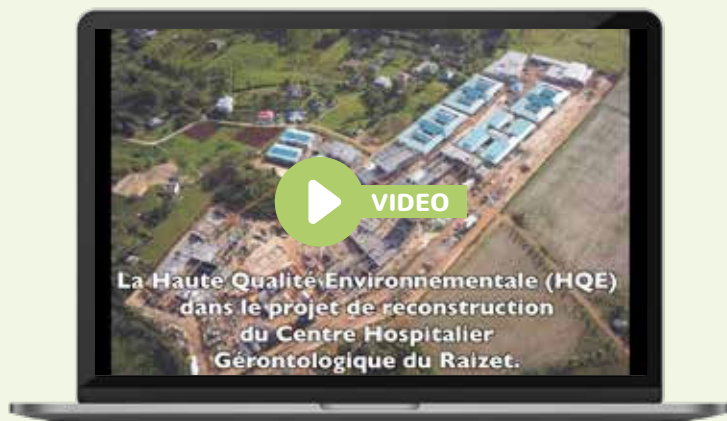 VIDEO
La Haute Qualité Environnementale (HQE)
dans le projet de reconstruction
du Centre Hospitalier
Gérontologique du Raizet.